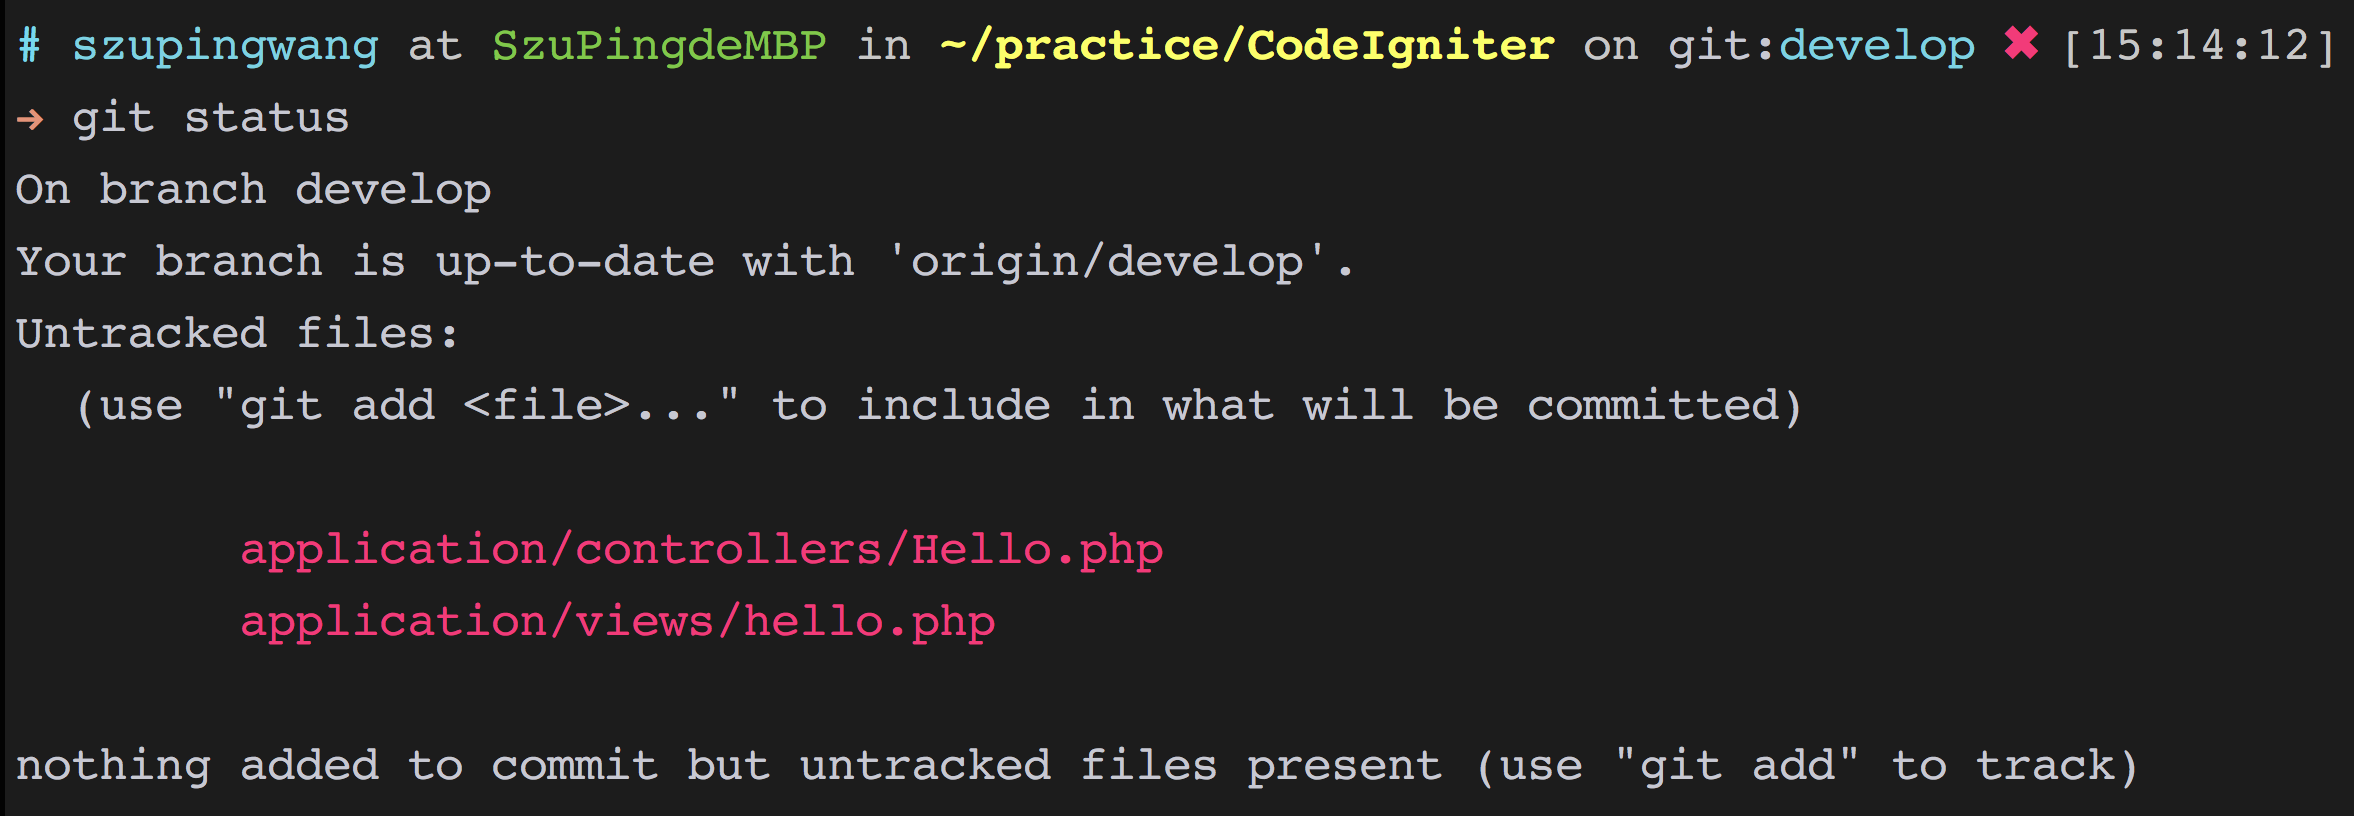 # szupingwang at SzuPingdeMBP in ~/practice/CodeIgniter on git:develop ✖ [15:14:12]
➜ git status
On branch develop
Your branch is up-to-date with 'origin/develop'.
Untracked files:
  (use "git add <file>..." to include in what will be committed)
        application/controllers/Hello.php
        application/views/hello.php
nothing added to commit but untracked files present (use "git add" to track)